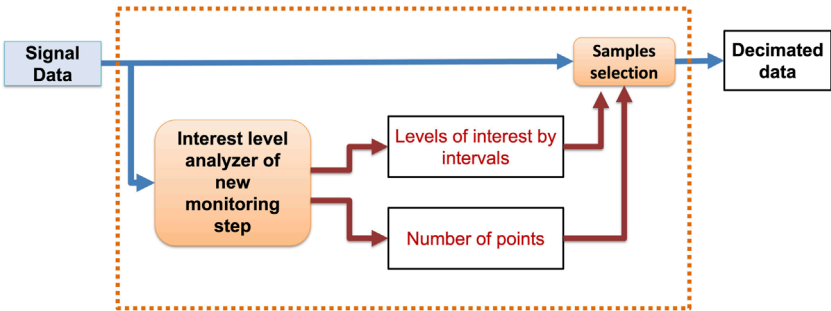 Signal
Data
Samples
selection
Decimated
data
Interest level
analyzer of
new
monitoring
step
Levels of interest by
intervals
Number of points